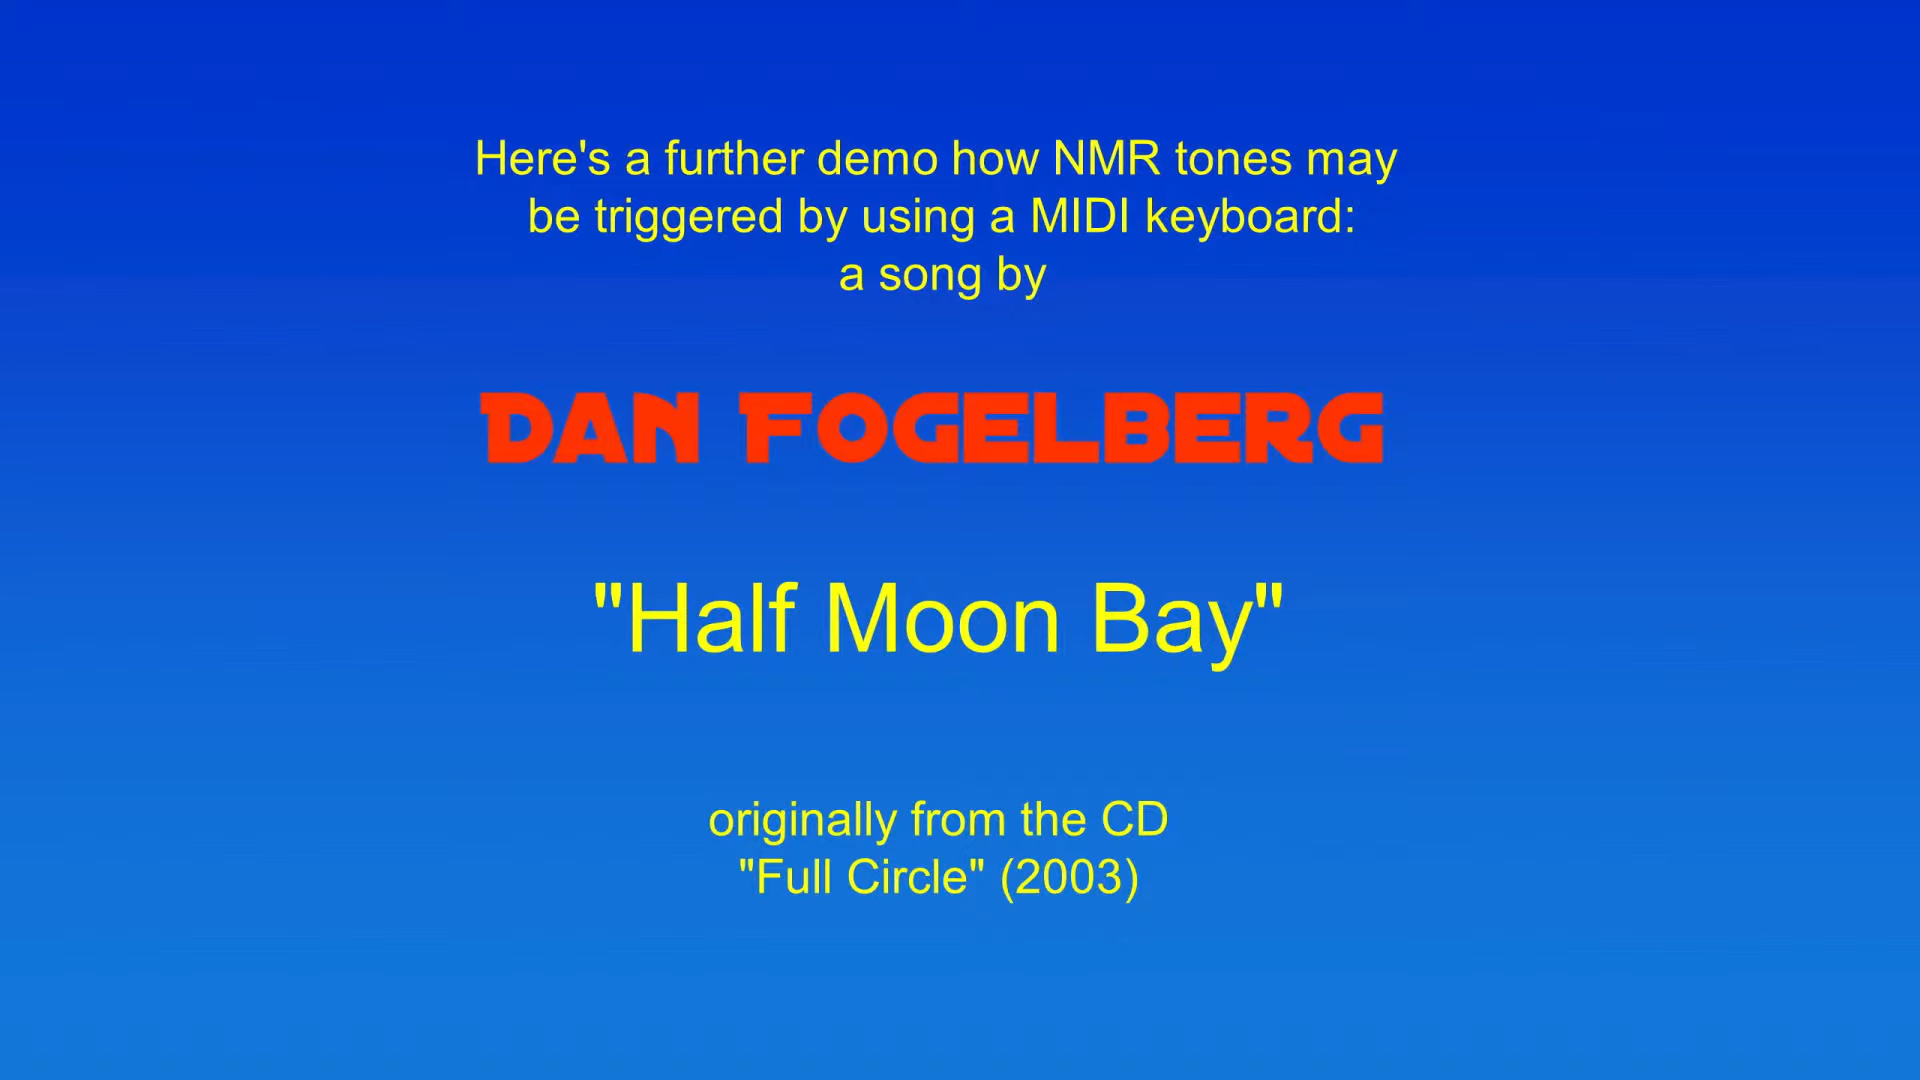 Here's a further demo how NMR tones may
be triggered by using a MIDI keyboard:
a song by
DAN FOGELBERG
"Half Moon Bay"
originally from the CD
"Full Circle" (2003)